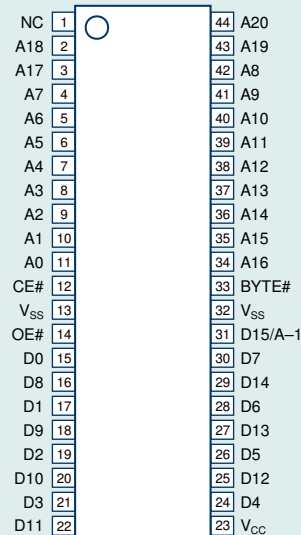 NC 1 44 A20
A18 2 43 A19
A17 3 42 A8
A7 4 41 A9
A6 5 40 A10
A5 6 39 A11
A4 7 38 A12
A3 8 37 A13
A2 9 36 A14
A1 10 35 A15
A0 11 34 A16
CE# 12 33 BYTE#
VSS 13 32 VSS
OE# 14 31 D15/A–1
D0 15 30 D7
D8 16 29 D14
D1 17 28 D6
D9 18 27 D13
D2 19 26 D5
D10 20 25 D12
D3 21 24 D4
D11 22 23 VCC